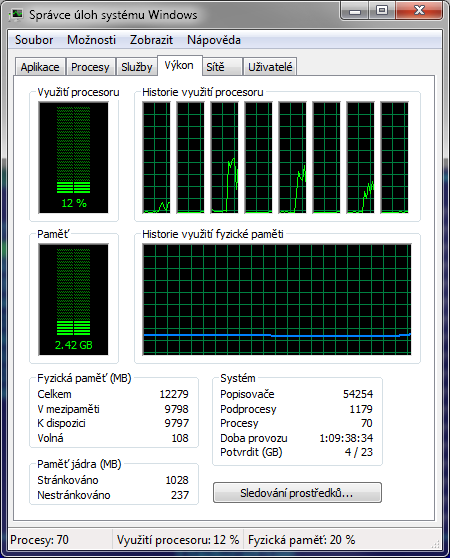 Správce úloh systému Windows
Soubor Možnosti Zobrazit Nápověda
Aplikace Procesy Služby Výkon Sítě Uživatelé
Využití procesoru Historie využití procesoru
12 %
Paměť Historie využití fyzické paměti
2.42 GB
Fyzická paměť (MB)
Celkem 12279
V mezipaměti 9798
K dispozici 9797
Volná 108
Systém
Popisovače 54254
Podprocesy 1179
Procesy 70
Doba provozu 1:09:38:34
Potvrdit (GB) 4 / 23
Paměť jádra (MB)
Stránkováno 1028
Nestránkováno 237
Sledování prostředků...
Procesy: 70 Využití procesoru: 12 % Fyzická paměť: 20 %